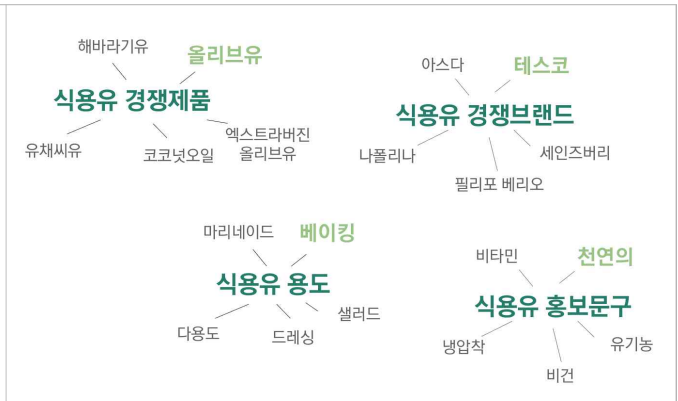 해바라기유
올리브유
식용유 경쟁제품
유채씨유
코코넛오일
엑스트라버진
올리브유
아스다
테스코
식용유 경쟁브랜드
나폴리나
필리포 베리오
세인즈버리
마리네이드
베이킹
식용유 용도
다용도
드레싱
샐러드
비타민
천연의
식용유 홍보문구
냉압착
비건
유기농